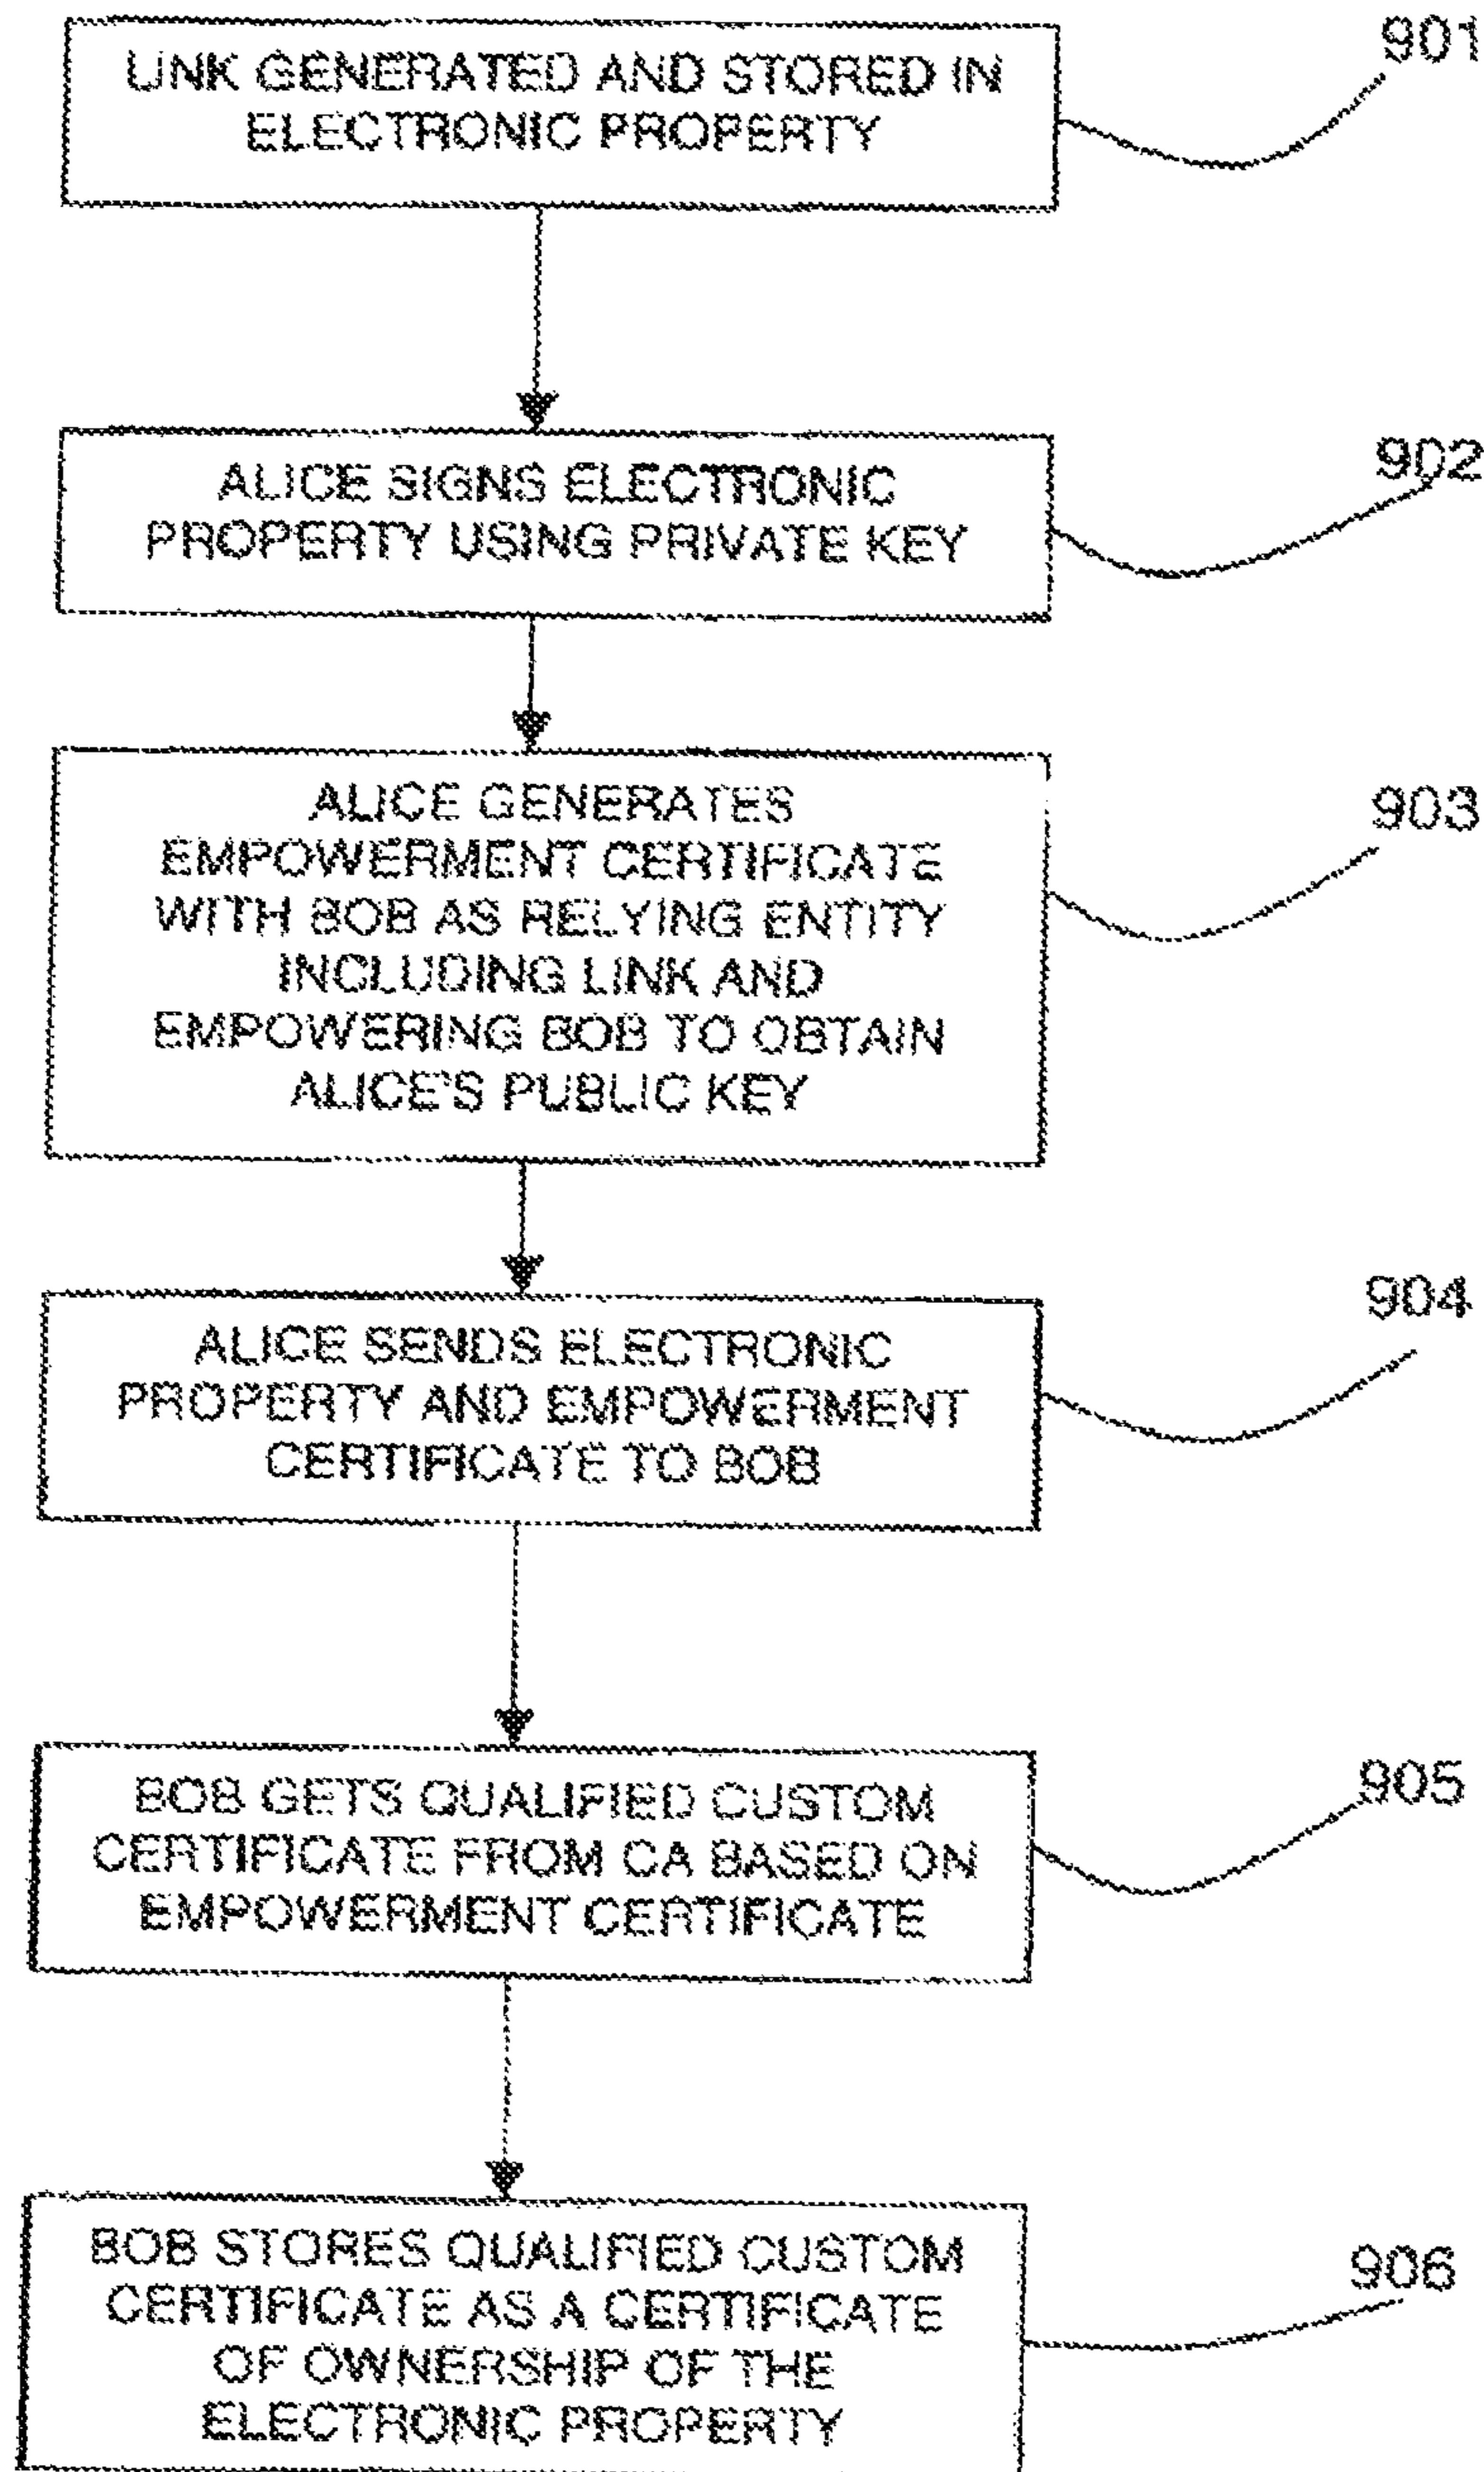 LINK GENERATED AND STORED IN
ELECTRONIC PROPERTY
901
ALICE SIGNS ELECTRONIC
PROPERTY USING PRIVATE KEY
902
ALICE GENERATES
EMPOWERMENT CERTIFICATE
WITH BOB AS RELYING ENTITY
INCLUDING LINK AND
EMPOWERING BOB TO OBTAIN
ALICE'S PUBLIC KEY
903
ALICE SENDS ELECTRONIC
PROPERTY AND EMPOWERMENT
CERTIFICATE TO BOB
904
BOB GETS QUALIFIED CUSTOM
CERTIFICATE FROM CA BASED ON
EMPOWERMENT CERTIFICATE
905
BOB STORES QUALIFIED CUSTOM
CERTIFICATE AS A CERTIFICATE
OF OWNERSHIP OF THE
ELECTRONIC PROPERTY
906